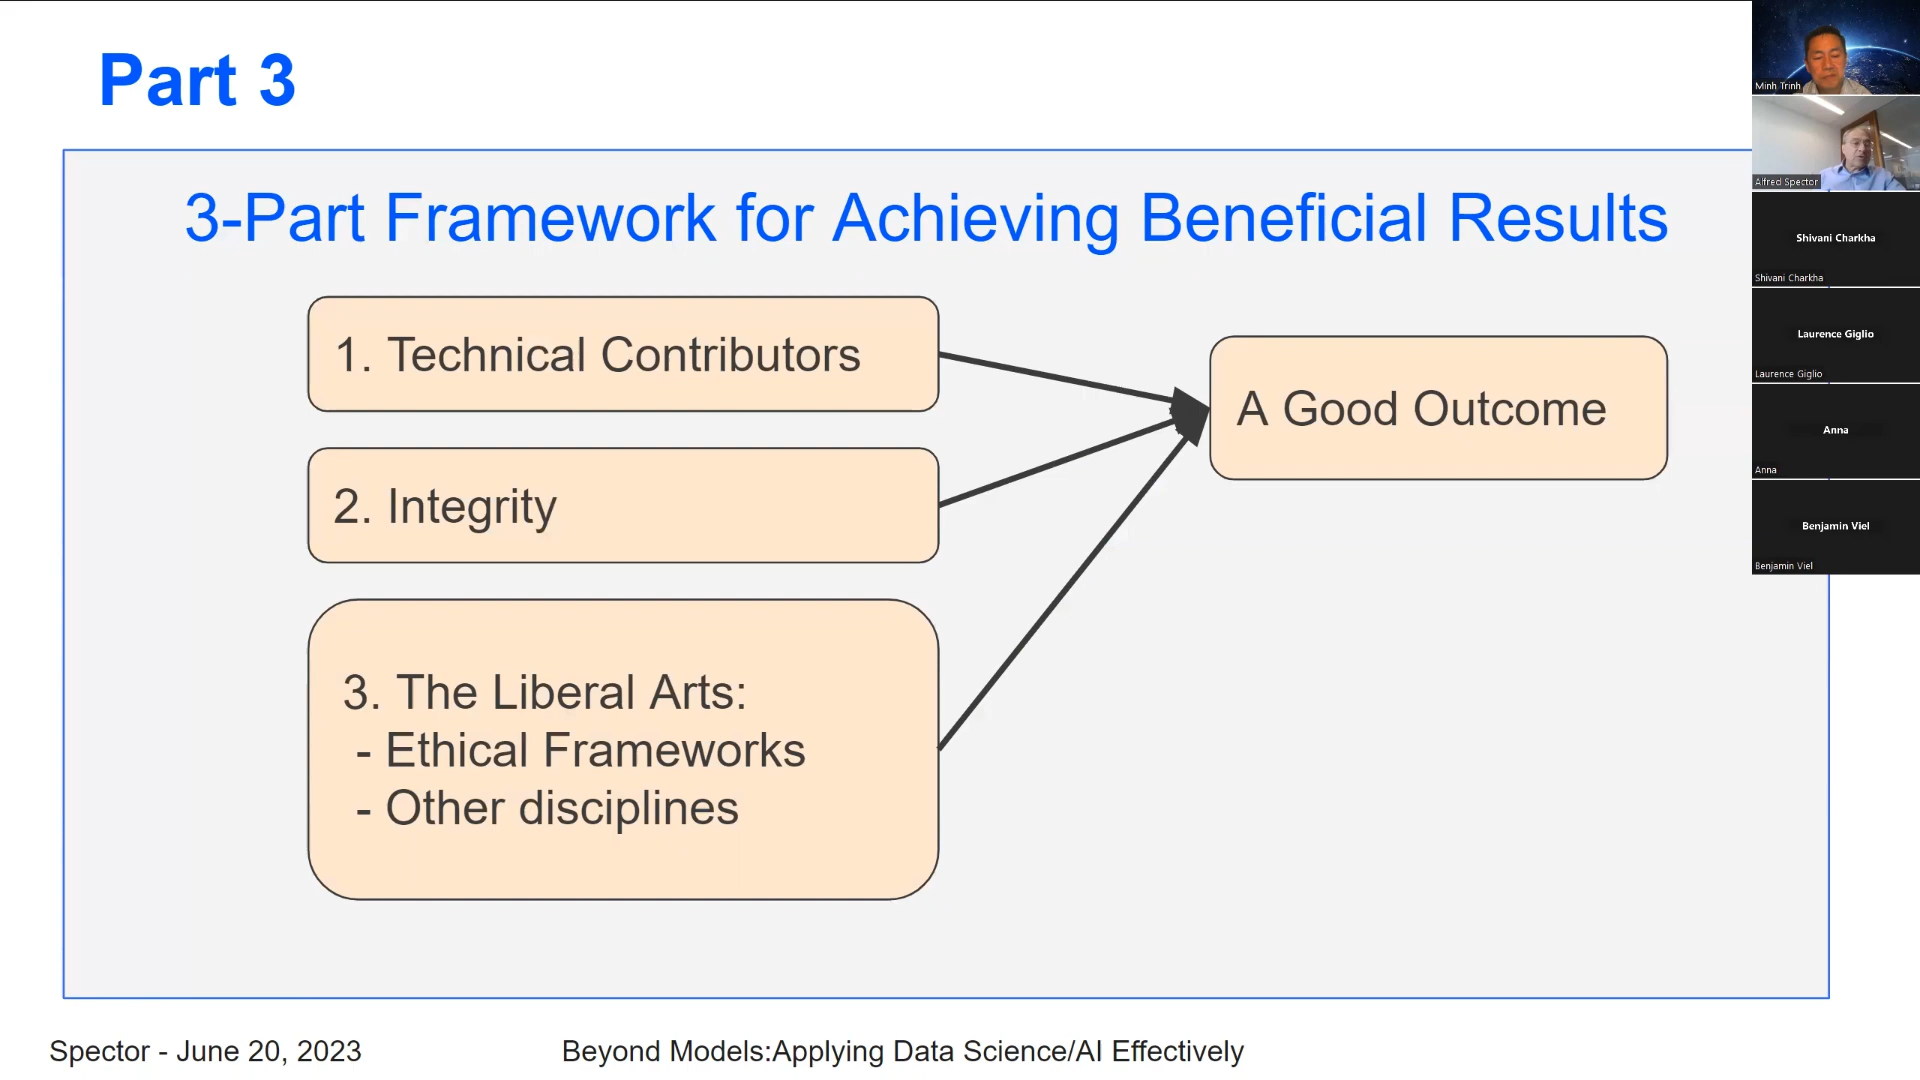 Part 3
3-Part Framework for Achieving Beneficial Results
1. Technical Contributors
2. Integrity
3. The Liberal Arts:
- Ethical Frameworks
- Other disciplines
A Good Outcome
Spector - June 20, 2023
Beyond Models:Applying Data Science/AI Effectively
Minh Trinh
Alfred Spector
Shivani Charkha
Shivani Charkha
Laurence Giglio
Laurence Giglio
Anna
Anna
Benjamin Viel
Benjamin Viel